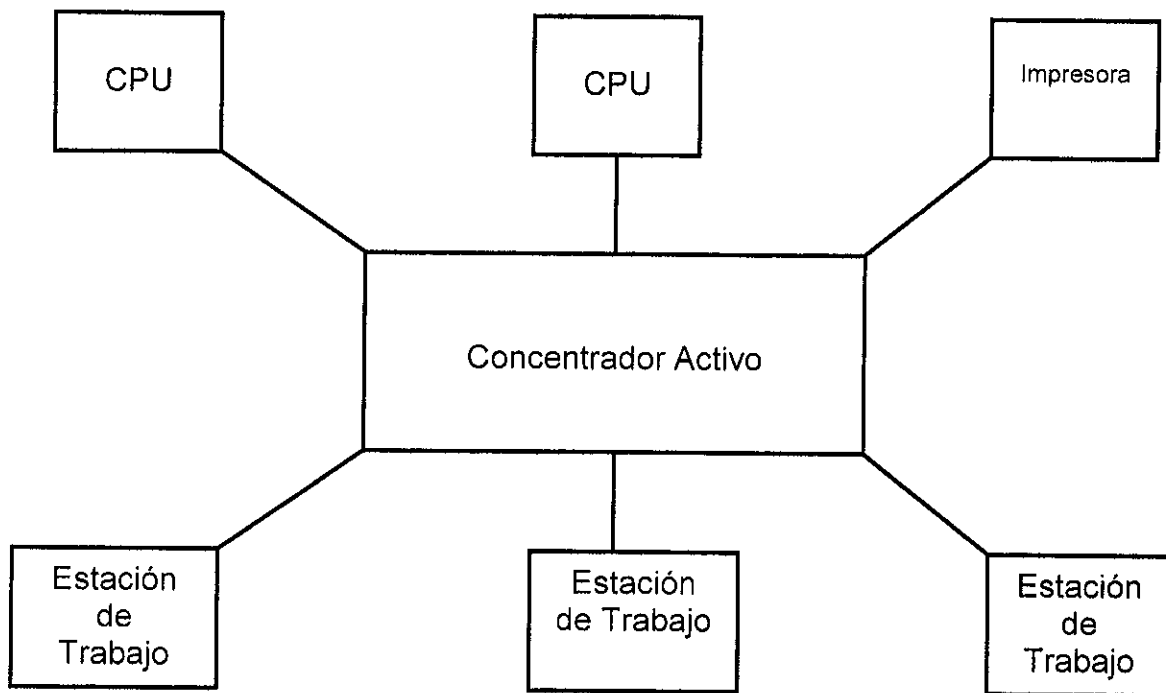 CPU
CPU
Impresora
Concentrador Activo
Estación
de
Trabajo
Estación
de Trabajo
Estación
de
Trabajo